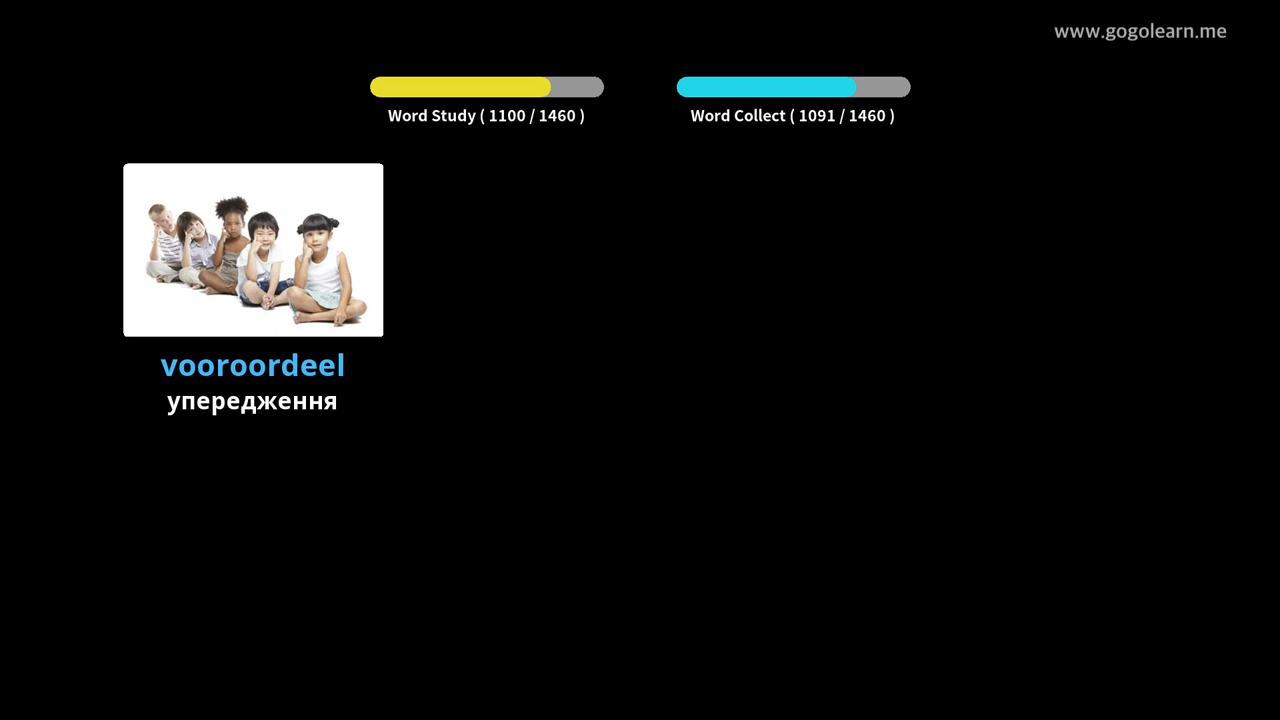 www.gogolearn.me
Word Study ( 1100 / 1460 )
Word Collect ( 1091 / 1460 )
vooroordeel
упередження